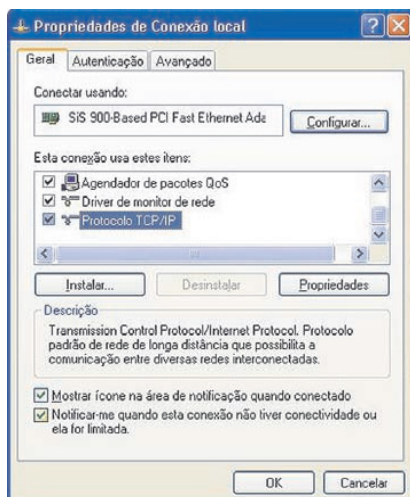 Propriedades de Conexão local
Geral
Autenticação
Avançado
Conectar usando:
SiS 900-Based PCI Fast Ethernet Ada
Configurar...
Esta conexão usa estes itens:
Agendador de pacotes QoS
Driver de monitor de rede
Protocolo TCP/IP
Instalar...
Desinstalar
Propriedades
Descrição
Transmission Control Protocol/Internet Protocol. Protocolo
padrão de rede de longa distância que possibilita a
comunicação entre diversas redes interconectadas.
Mostrar ícone na área de notificação quando conectado
Notificar-me quando esta conexão não tiver conectividade ou
ela for limitada.
OK
Cancelar